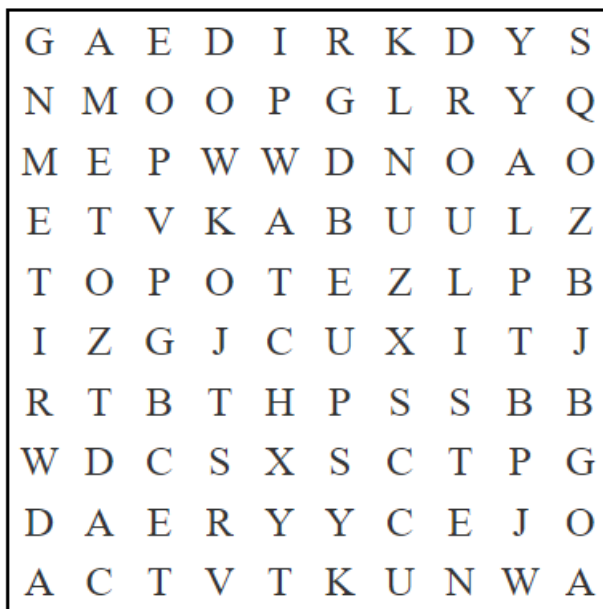 G A E D I R K D Y S
N M O O P G L R Y Q
M E P W W D N O A O
E T V K A B U U L Z
T O P O T E Z L P B
I Z G J C U X I T J
R T B T H P S S B B
W D C S X S C T P G
D A E R Y Y C E J O
A C T V T K U N W A